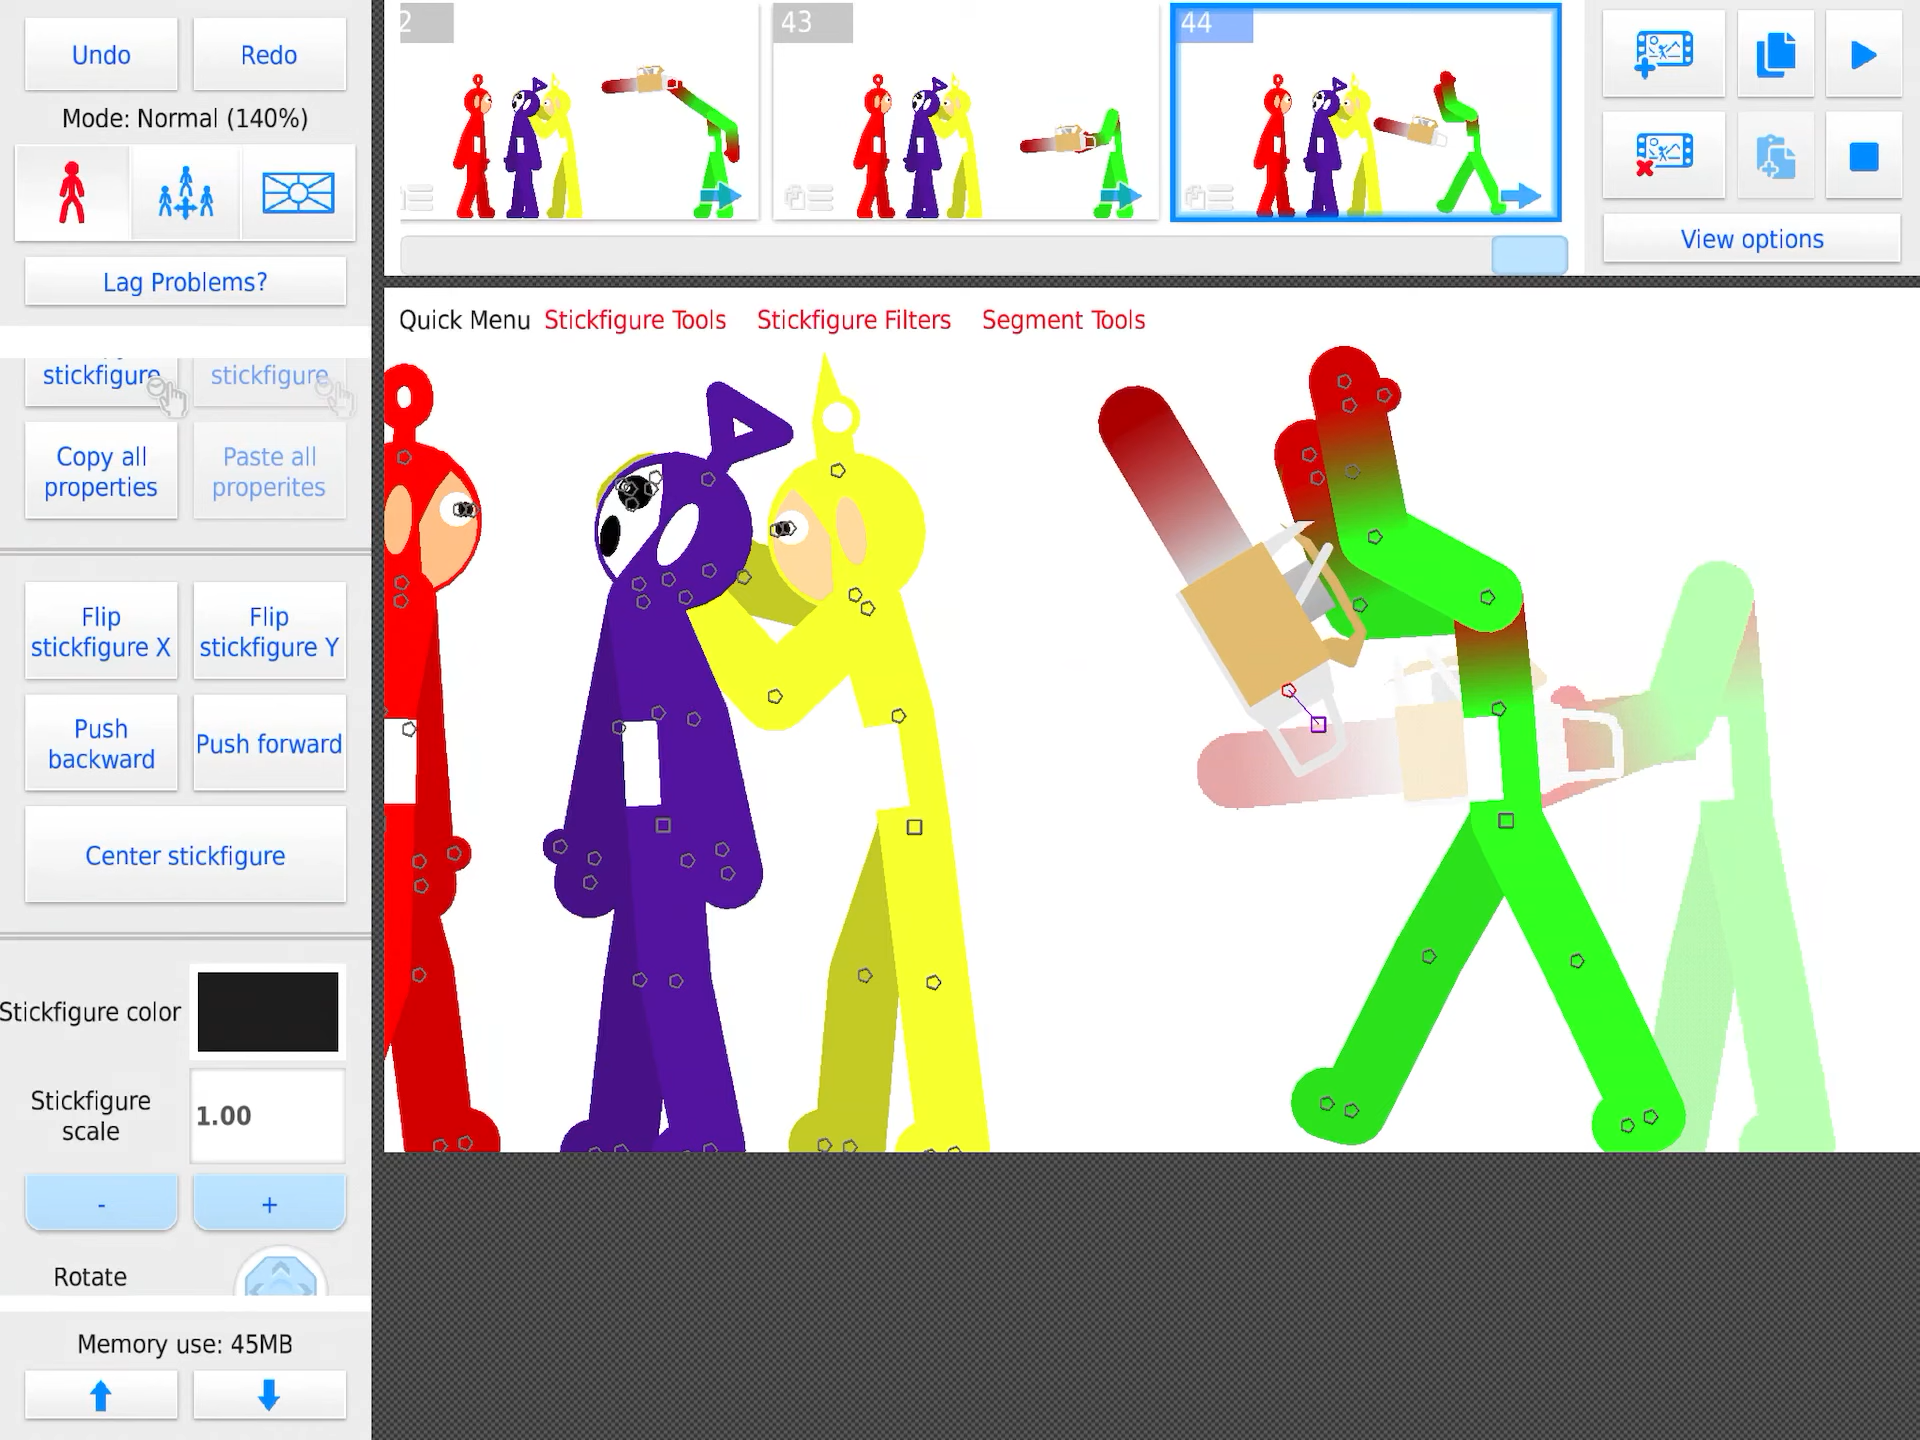 Undo
Redo
2
43
44
Mode: Normal (140%)
Lag Problems?
View options
Quick Menu Stickfigure Tools Stickfigure Filters Segment Tools
stickfigure
stickfigure
Copy all
properties
Paste all
properites
Flip
stickfigure X
Flip
stickfigure Y
Push
backward
Push forward
Center stickfigure
Stickfigure color
Stickfigure
scale
1.00
-
+
Rotate
Memory use: 45MB